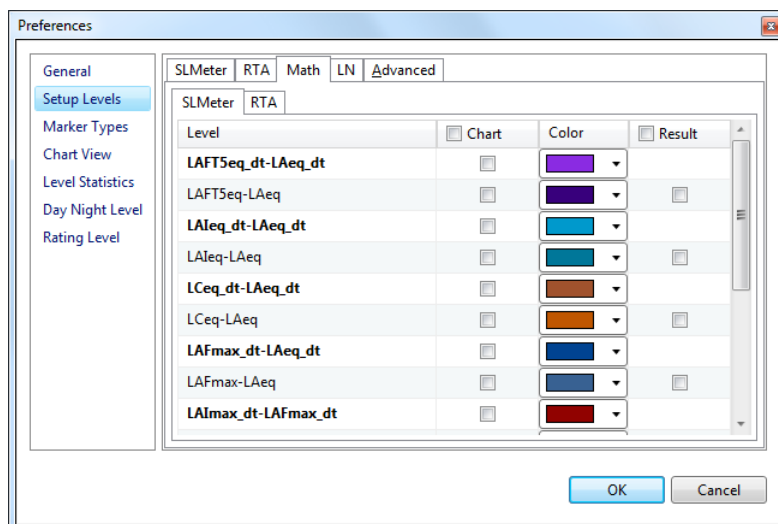 Preferences
General
Setup Levels
Marker Types
Chart View
Level Statistics
Day Night Level
Rating Level
SLMeter RTA Math LN Advanced
SLMeter RTA
Level Chart Color Result
LAFT5eq_dt-LAeq_dt
LAFT5eq-LAeq
LAIeq_dt-LAeq_dt
LAIeq-LAeq
LCeq_dt-LAeq_dt
LCeq-LAeq
LAFmax_dt-LAeq_dt
LAFmax-LAeq
LAImax_dt-LAFmax_dt
OK Cancel